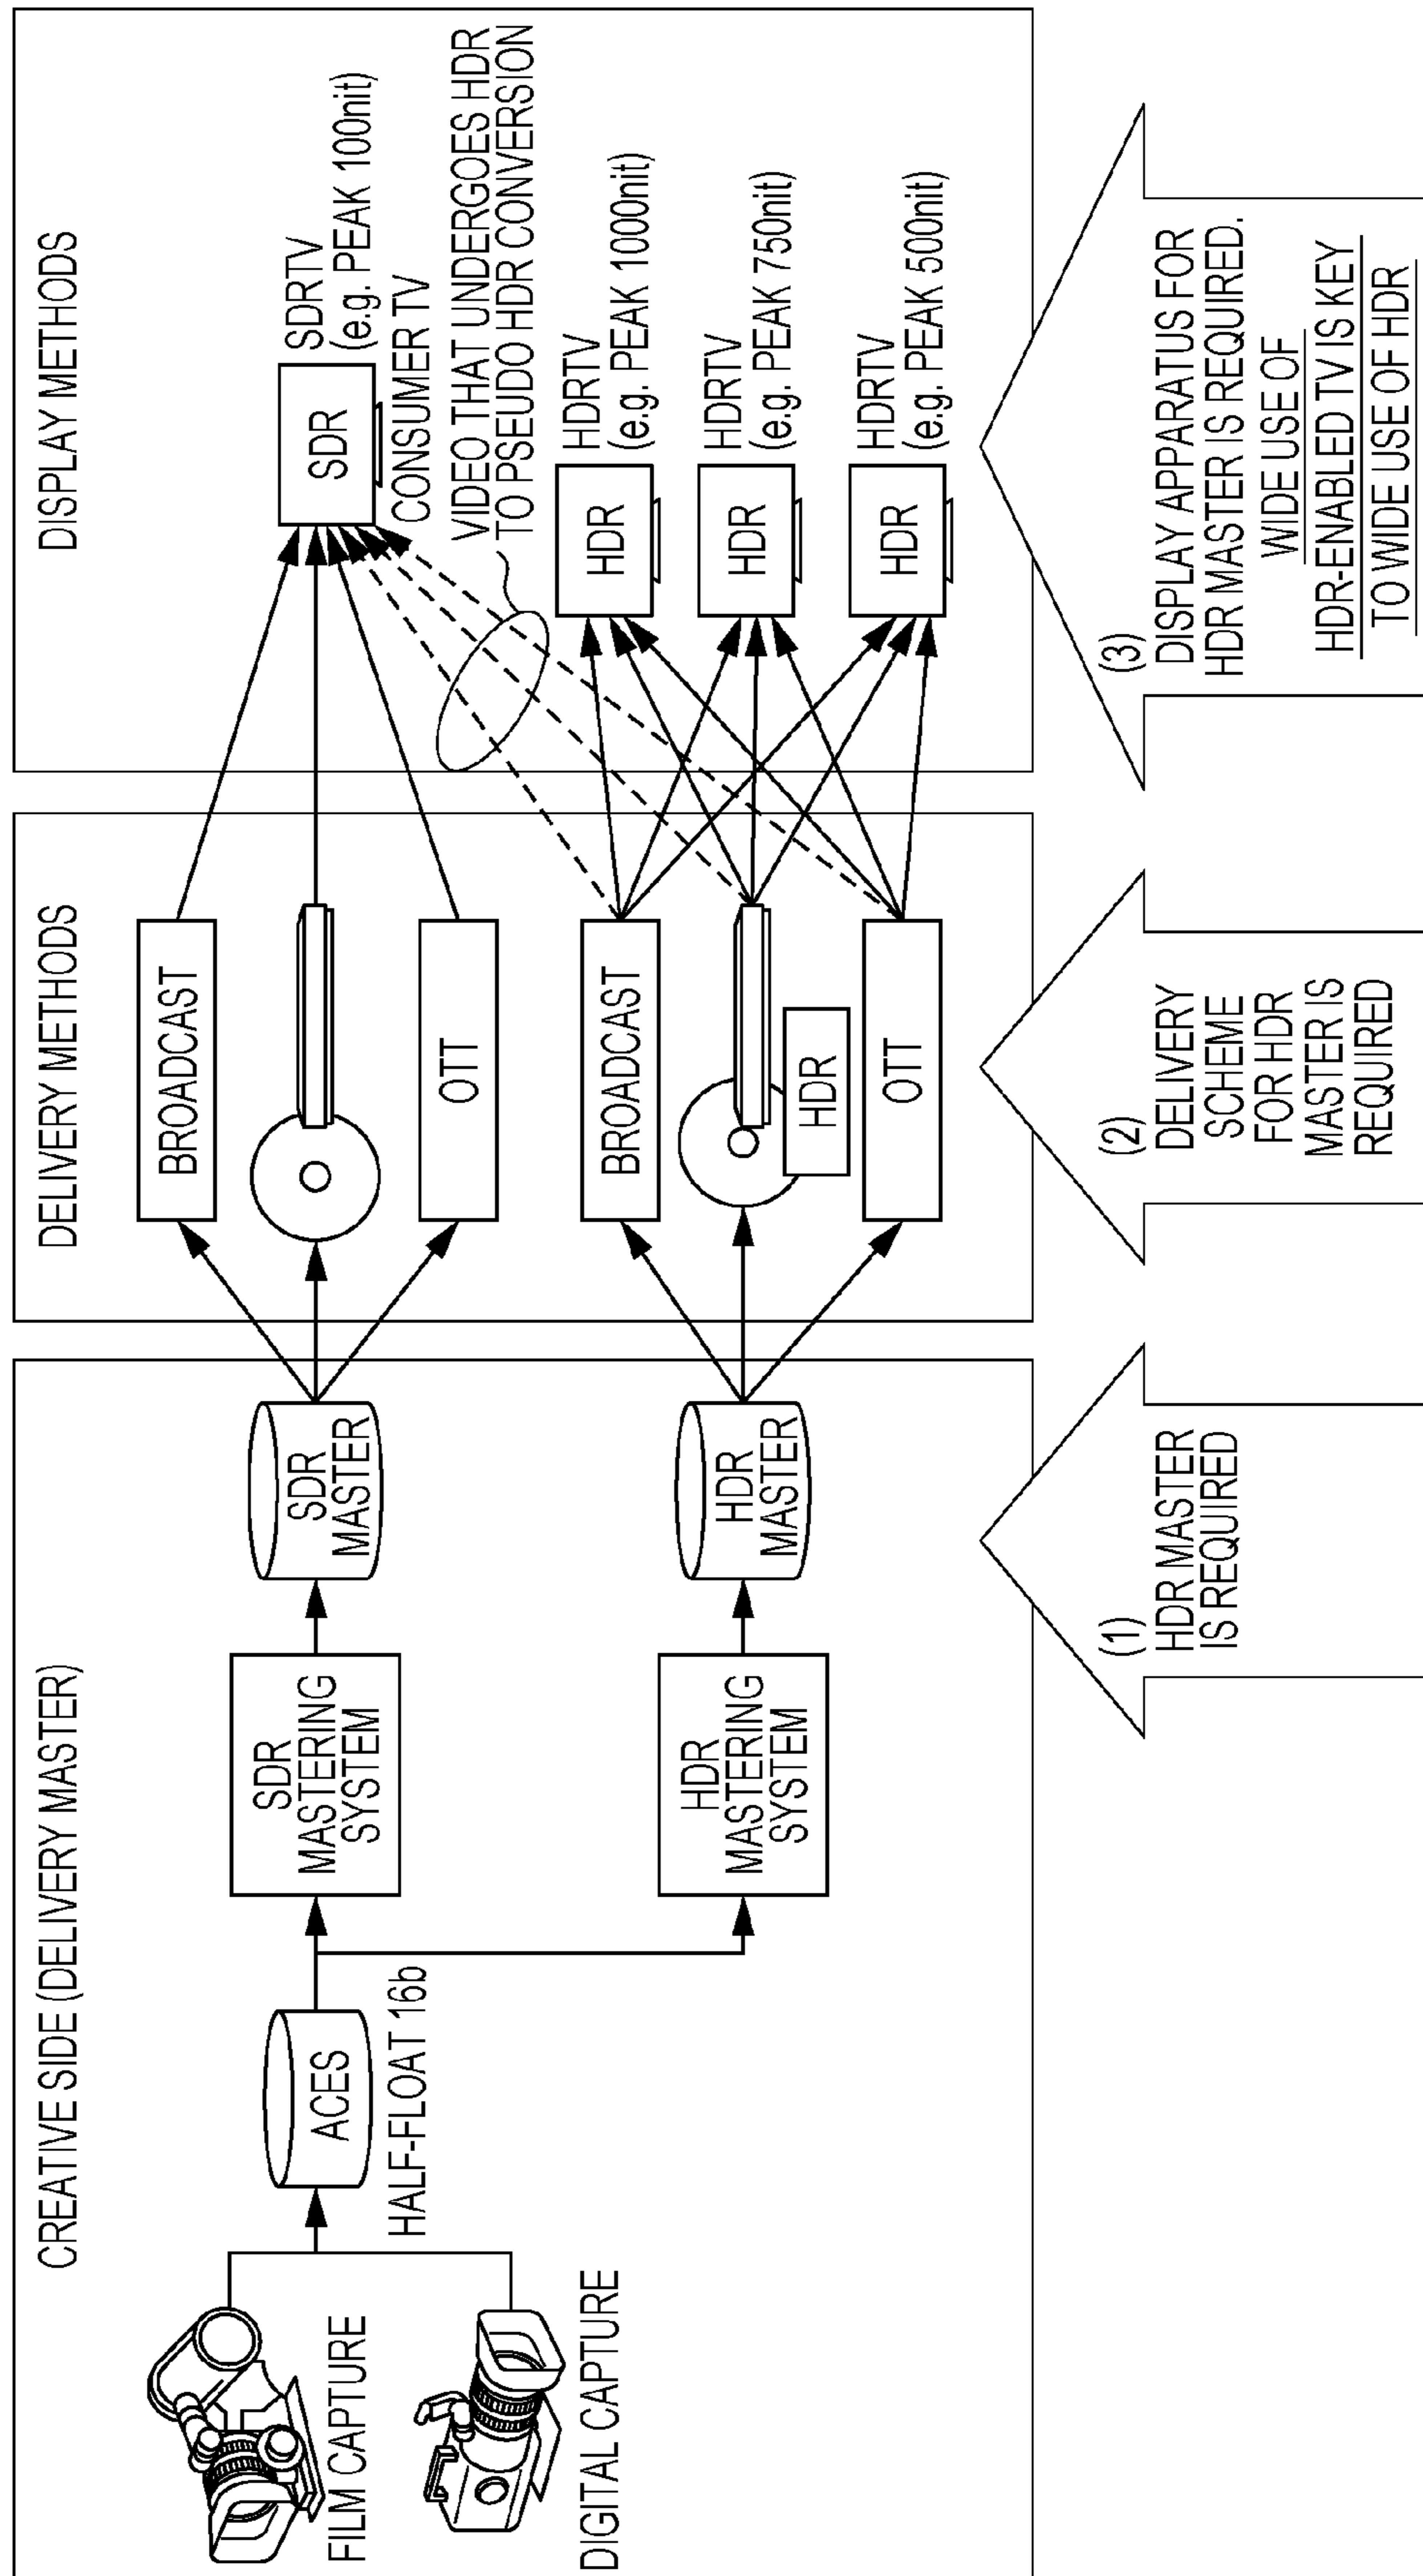 CREATIVE SIDE (DELIVERY MASTER)
FILM CAPTURE
DIGITAL CAPTURE
ACES
HALF-FLOAT 16b
SDR
MASTERING
SYSTEM
HDR
MASTERING
SYSTEM
SDR
MASTER
HDR
MASTER
DELIVERY METHODS
BROADCAST
OTT
BROADCAST
HDR
OTT
DISPLAY METHODS
SDR
SDRTV
(e.g. PEAK 100nit)
CONSUMER TV
VIDEO THAT UNDERGOES HDR
TO PSEUDO HDR CONVERSION
HDR
HDRTV
(e.g. PEAK 1000nit)
HDR
HDRTV
(e.g. PEAK 750nit)
HDR
HDRTV
(e.g. PEAK 500nit)
(1)
HDR MASTER
IS REQUIRED
(2)
DELIVERY
SCHEME
FOR HDR
MASTER IS
REQUIRED
(3)
DISPLAY APPARATUS FOR
HDR MASTER IS REQUIRED.
WIDE USE OF
HDR-ENABLED TV IS KEY
TO WIDE USE OF HDR